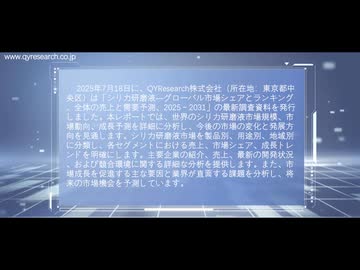 www.qyresearch.co.jp
2025年7月18日に、QYResearch株式会社（所在地：東京都中
央区）は「シリカ研磨液―グローバル市場シェアとランキング
、全体の売上と需要予測、2025～2031」の最新調査資料を発行
しました。本レポートでは、世界のシリカ研磨液市場規模、市
場動向、成長予測を詳細に分析し、今後の市場の変化と発展方
向を見通します。シリカ研磨液市場を製品別、用途別、地域別
に分類し、各セグメントにおける売上、市場シェア、成長トレ
ンドを明確にします。主要企業の紹介、売上、最新の開発状況
、および競合環境に関する詳細な分析を提供します。また、市
場成長を促進する主な要因と業界が直面する課題を分析し、将
来の市場機会を予測しています。